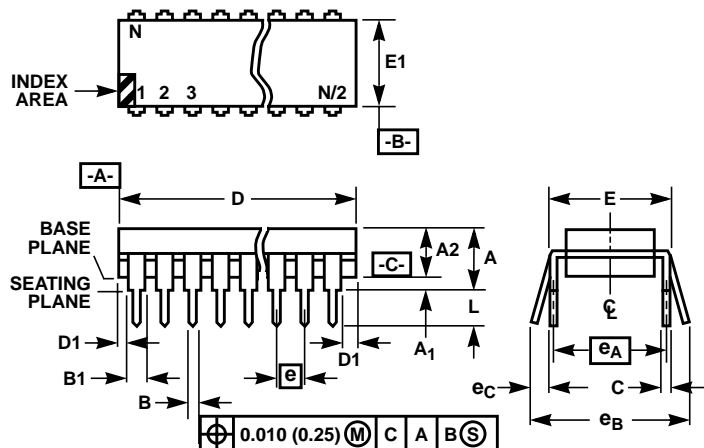 N
E1
INDEX
AREA
1 2 3 N/2
-B-
-A-
D
E
BASE
PLANE
A2
A
-C-
SEATING
PLANE
L
D1
A1
D1
B1
e
eA
eC
C
B
eB
0.010 (0.25) M C A B S